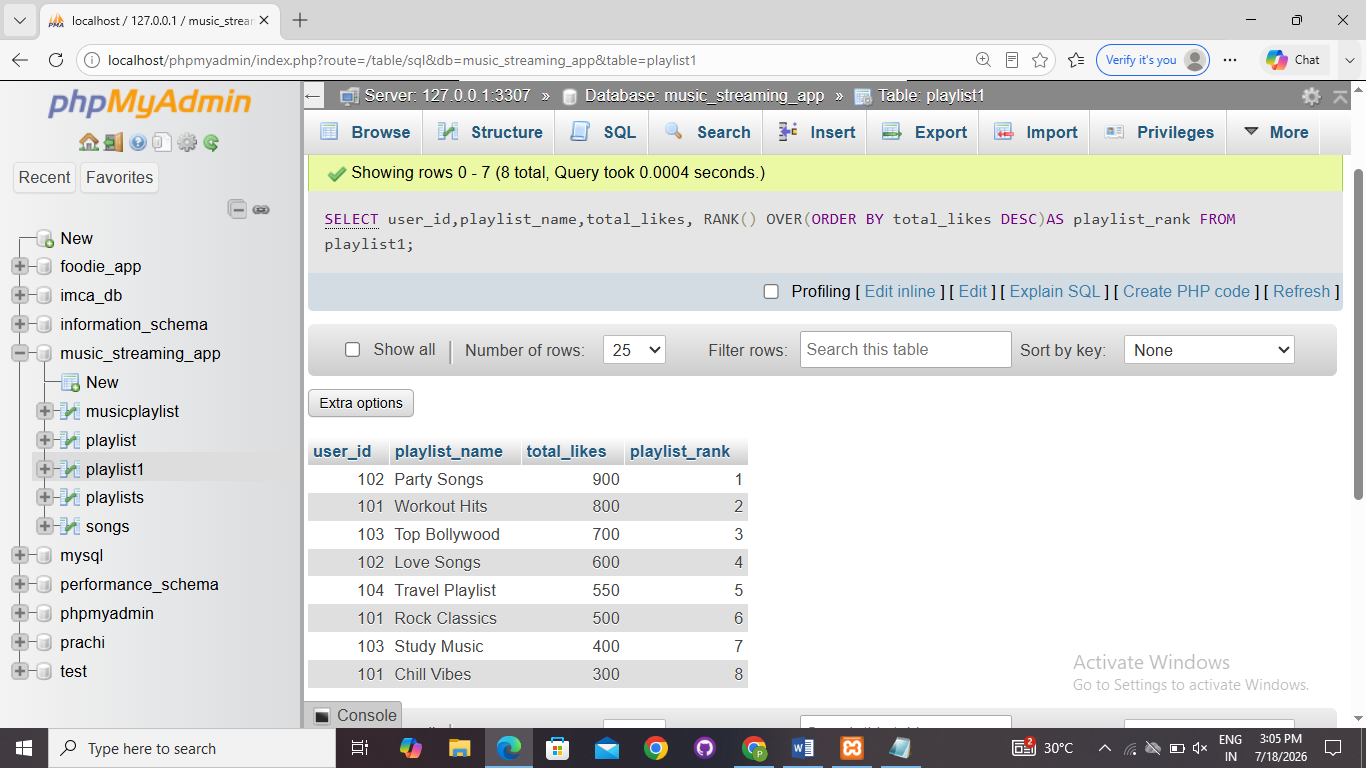 localhost / 127.0.0.1 / music_strear
localhost/phpmyadmin/index.php?route=/table/sql&db=music_streaming_app&table=playlist1
Verify it's you
Chat
phpMyAdmin
Recent
Favorites
New
foodie_app
imca_db
information_schema
music_streaming_app
New
musicplaylist
playlist
playlist1
playlists
songs
mysql
performance_schema
phpmyadmin
prachi
test
Server: 127.0.0.1:3307 » Database: music_streaming_app » Table: playlist1
Browse Structure SQL Search Insert Export Import Privileges More
Showing rows 0 - 7 (8 total, Query took 0.0004 seconds.)
SELECT user_id,playlist_name,total_likes, RANK() OVER(ORDER BY total_likes DESC)AS playlist_rank FROM
playlist1;
Profiling [ Edit inline ] [ Edit ] [ Explain SQL ] [ Create PHP code ] [ Refresh ]
Show all Number of rows: 25 Filter rows: Search this table Sort by key: None
Extra options
user_id playlist_name total_likes playlist_rank
102 Party Songs 900 1
101 Workout Hits 800 2
103 Top Bollywood 700 3
102 Love Songs 600 4
104 Travel Playlist 550 5
101 Rock Classics 500 6
103 Study Music 400 7
101 Chill Vibes 300 8
Activate Windows
Go to Settings to activate Windows.
Console
Type here to search
2
30°C
ENG
IN
3:05 PM
7/18/2026